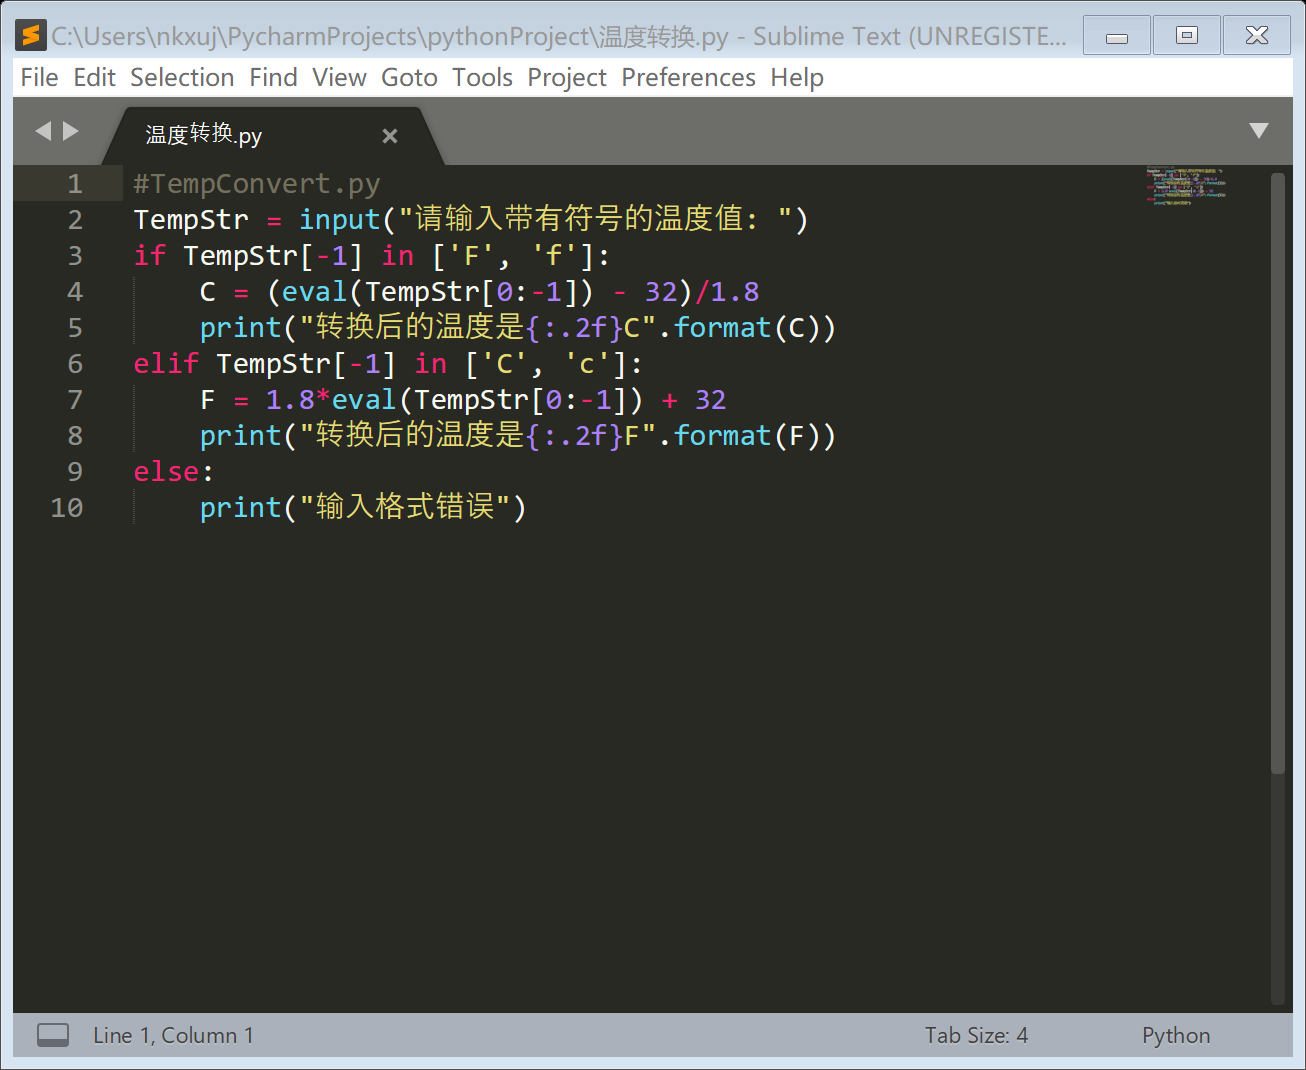 C:\Users\nkxuj\PycharmProjects\pythonProject\温度转换.py - Sublime Text (UNREGISTE...
File Edit Selection Find View Goto Tools Project Preferences Help
温度转换.py
1 #TempConvert.py
2 TempStr = input("请输入带有符号的温度值: ")
3 if TempStr[-1] in ['F', 'f']:
4     C = (eval(TempStr[0:-1]) - 32)/1.8
5     print("转换后的温度是{:.2f}C".format(C))
6 elif TempStr[-1] in ['C', 'c']:
7     F = 1.8*eval(TempStr[0:-1]) + 32
8     print("转换后的温度是{:.2f}F".format(F))
9 else:
10     print("输入格式错误")
Line 1, Column 1 Tab Size: 4 Python